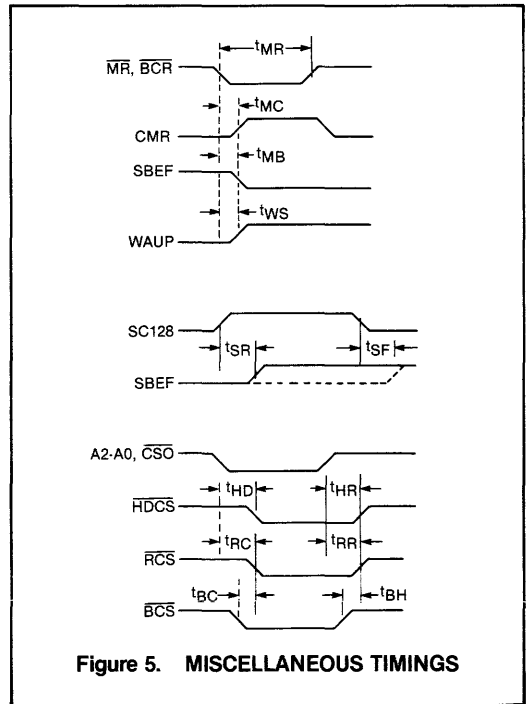 tMR
MR, BCR
tMC
CMR
tMB
SBEF
tWS
WAUP
SC128
tSR
tSF
SBEF
A2-A0, CSO
tHD
tHR
HDCS
tRC
tRR
RCS
tBC
tBH
BCS
Figure 5. MISCELLANEOUS TIMINGS